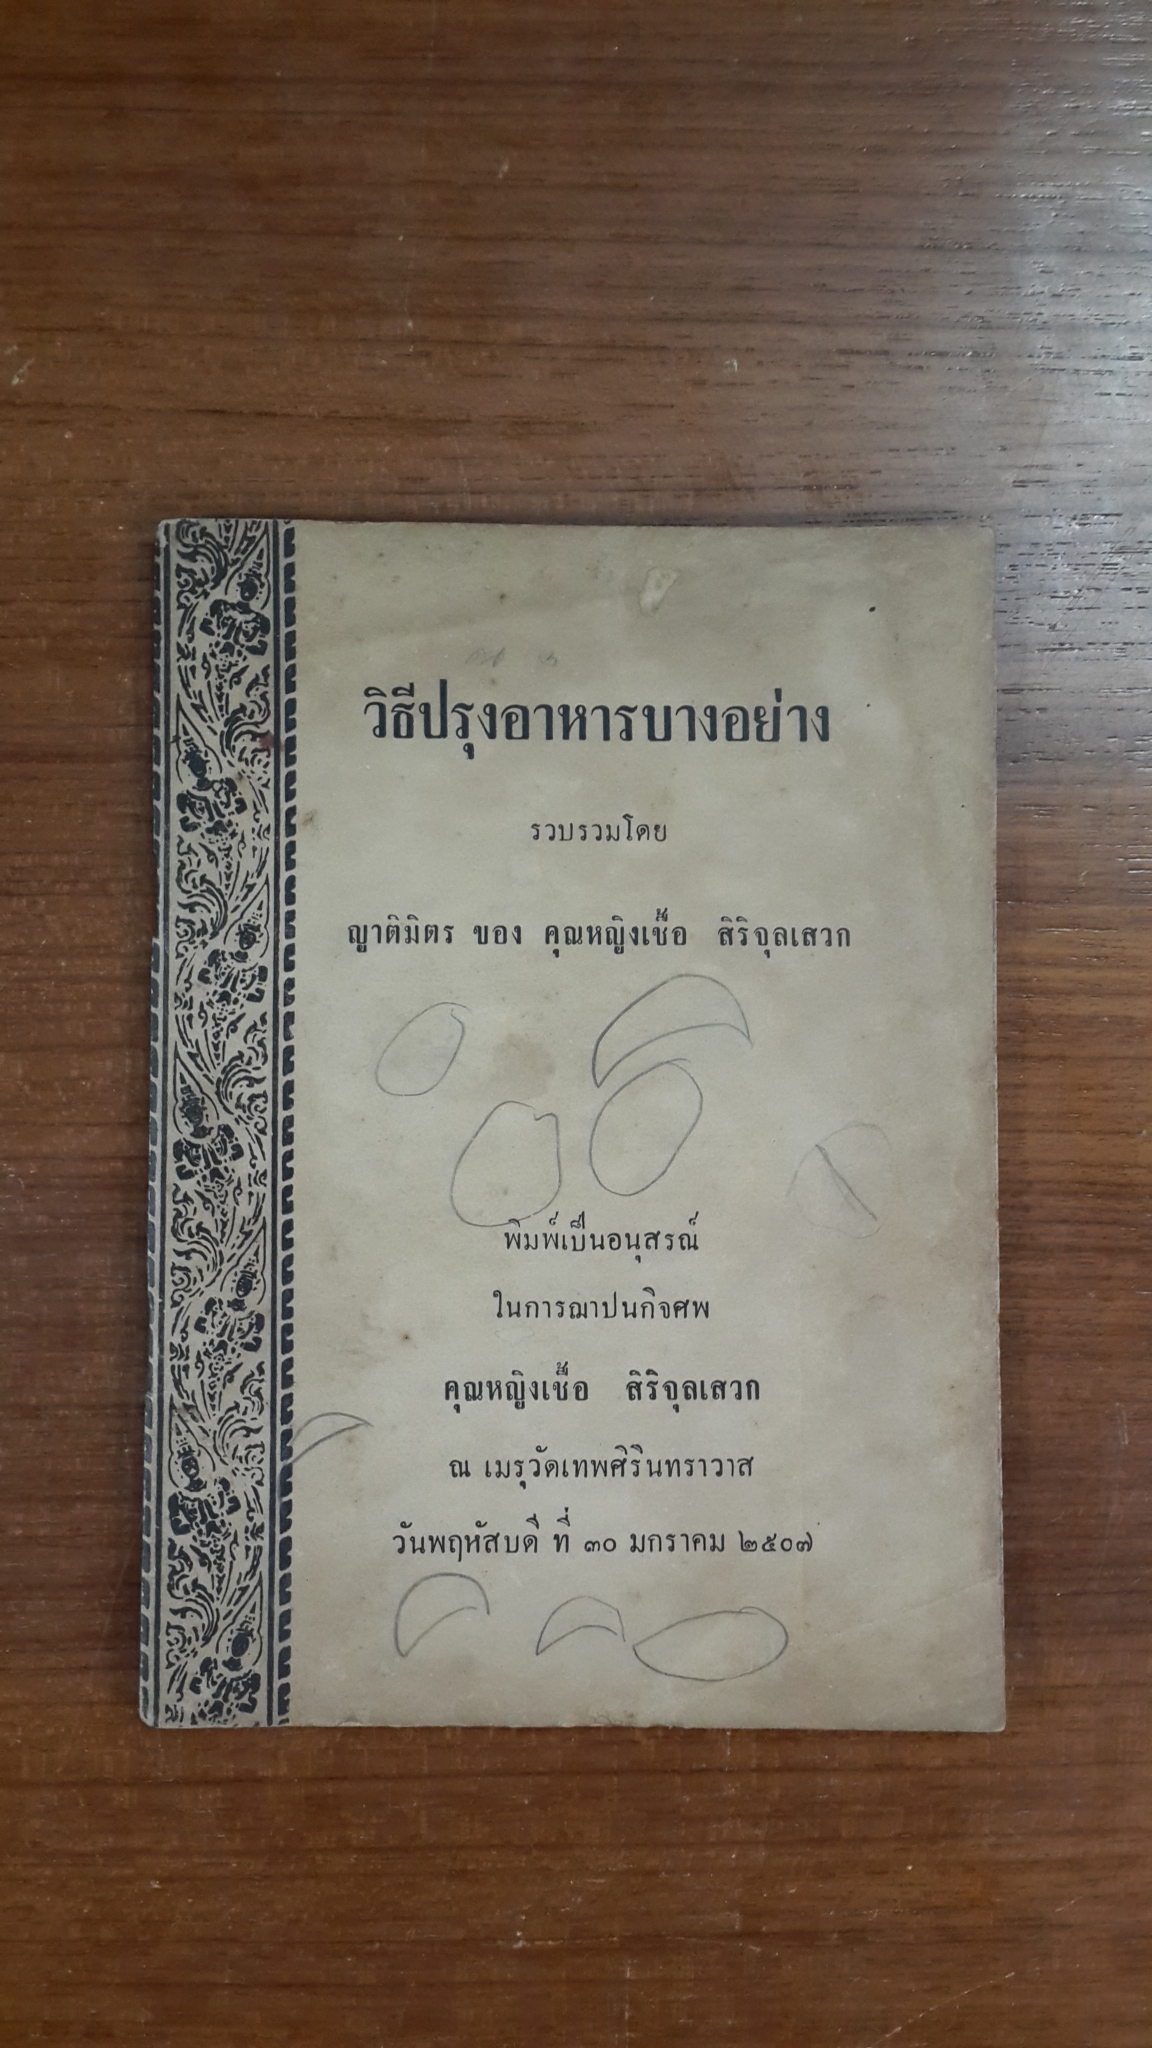 วิธีปรุงอาหารบางอย่าง
รวบรวมโดย
ญาติมิตร ของ คุณหญิงเชื้อ สิริจุลเสวก
พิมพ์เป็นอนุสรณ์
ในการฌาปนกิจศพ
คุณหญิงเชื้อ สิริจุลเสวก
ณ เมรุวัดเทพศิรินทราวาส
วันพฤหัสบดี ที่ ๓๐ มกราคม ๒๕๐๗